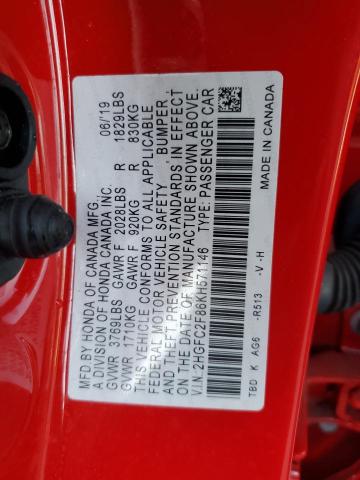 MFD BY HONDA OF CANADA MFG.
A DIVISION OF HONDA CANADA INC. 06/19
GVWR 3769LBS GAWR F 2028LBS R 1829LBS
GVWR 1710KG GAWR F 920KG R 830KG
THIS VEHICLE CONFORMS TO ALL APPLICABLE
FEDERAL MOTOR VEHICLE SAFETY, BUMPER,
AND THEFT PREVENTION STANDARDS IN EFFECT
ON THE DATE OF MANUFACTURE SHOWN ABOVE.
V.I.N. 2HGFC2F86KH571146 TYPE: PASSENGER CAR
TBD K AG6 -R513 -V -H MADE IN CANADA